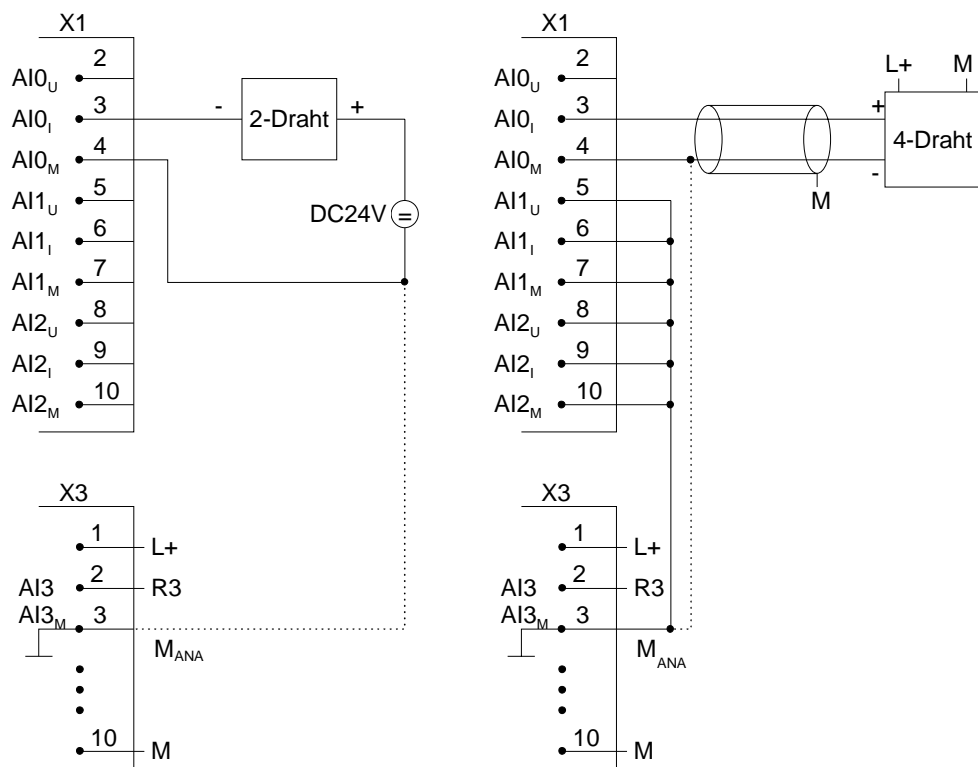 X1
2
AI0U
3
AI0I
- 2-Draht +
4
AI0M
5
AI1U
DC24V =
6
AI1I
7
AI1M
8
AI2U
9
AI2I
10
AI2M
X3
1
L+
2
AI3 R3
AI3M 3
MANA
10
M
X1
L+ M
2
AI0U
3
AI0I
+
4-Draht
4
AI0M
-
M
5
AI1U
6
AI1I
7
AI1M
8
AI2U
9
AI2I
10
AI2M
X3
1
L+
2
AI3 R3
AI3M 3
MANA
10
M